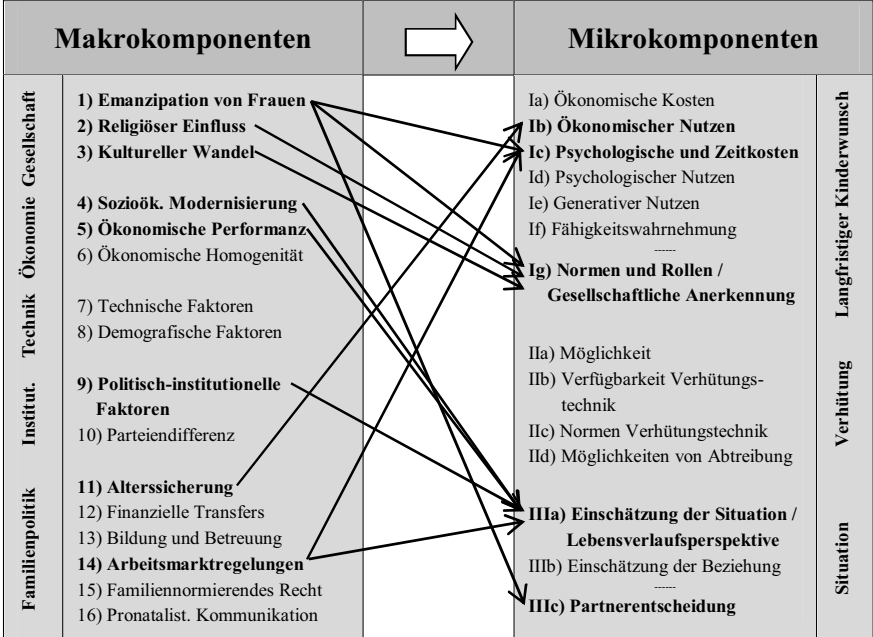 Makrokomponenten
Mikrokomponenten
Gesellschaft
1) Emanzipation von Frauen
2) Religiöser Einfluss
3) Kultureller Wandel
Ökonomie
4) Sozioök. Modernisierung
5) Ökonomische Performanz
6) Ökonomische Homogenität
Technik
7) Technische Faktoren
8) Demografische Faktoren
Institut.
9) Politisch-institutionelle
Faktoren
10) Parteiendifferenz
Familienpolitik
11) Alterssicherung
12) Finanzielle Transfers
13) Bildung und Betreuung
14) Arbeitsmarktregelungen
15) Familiennormierendes Recht
16) Pronatalist. Kommunikation
Ia) Ökonomische Kosten
Ib) Ökonomischer Nutzen
Ic) Psychologische und Zeitkosten
Id) Psychologischer Nutzen
Ie) Generativer Nutzen
If) Fähigkeitswahrnehmung
------
Ig) Normen und Rollen /
Gesellschaftliche Anerkennung
Langfristiger Kinderwunsch
IIa) Möglichkeit
IIb) Verfügbarkeit Verhütungs-
technik
IIc) Normen Verhütungstechnik
IId) Möglichkeiten von Abtreibung
Verhütung
IIIa) Einschätzung der Situation /
Lebensverlaufsperspektive
IIIb) Einschätzung der Beziehung
------
IIIc) Partnerentscheidung
Situation